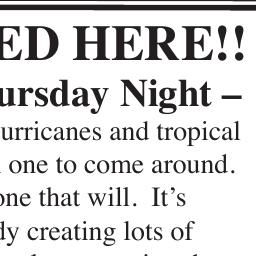 ED HERE!!
ursday Night –
urricanes and tropical
one to come around.
one that will. It's
dy creating lots of